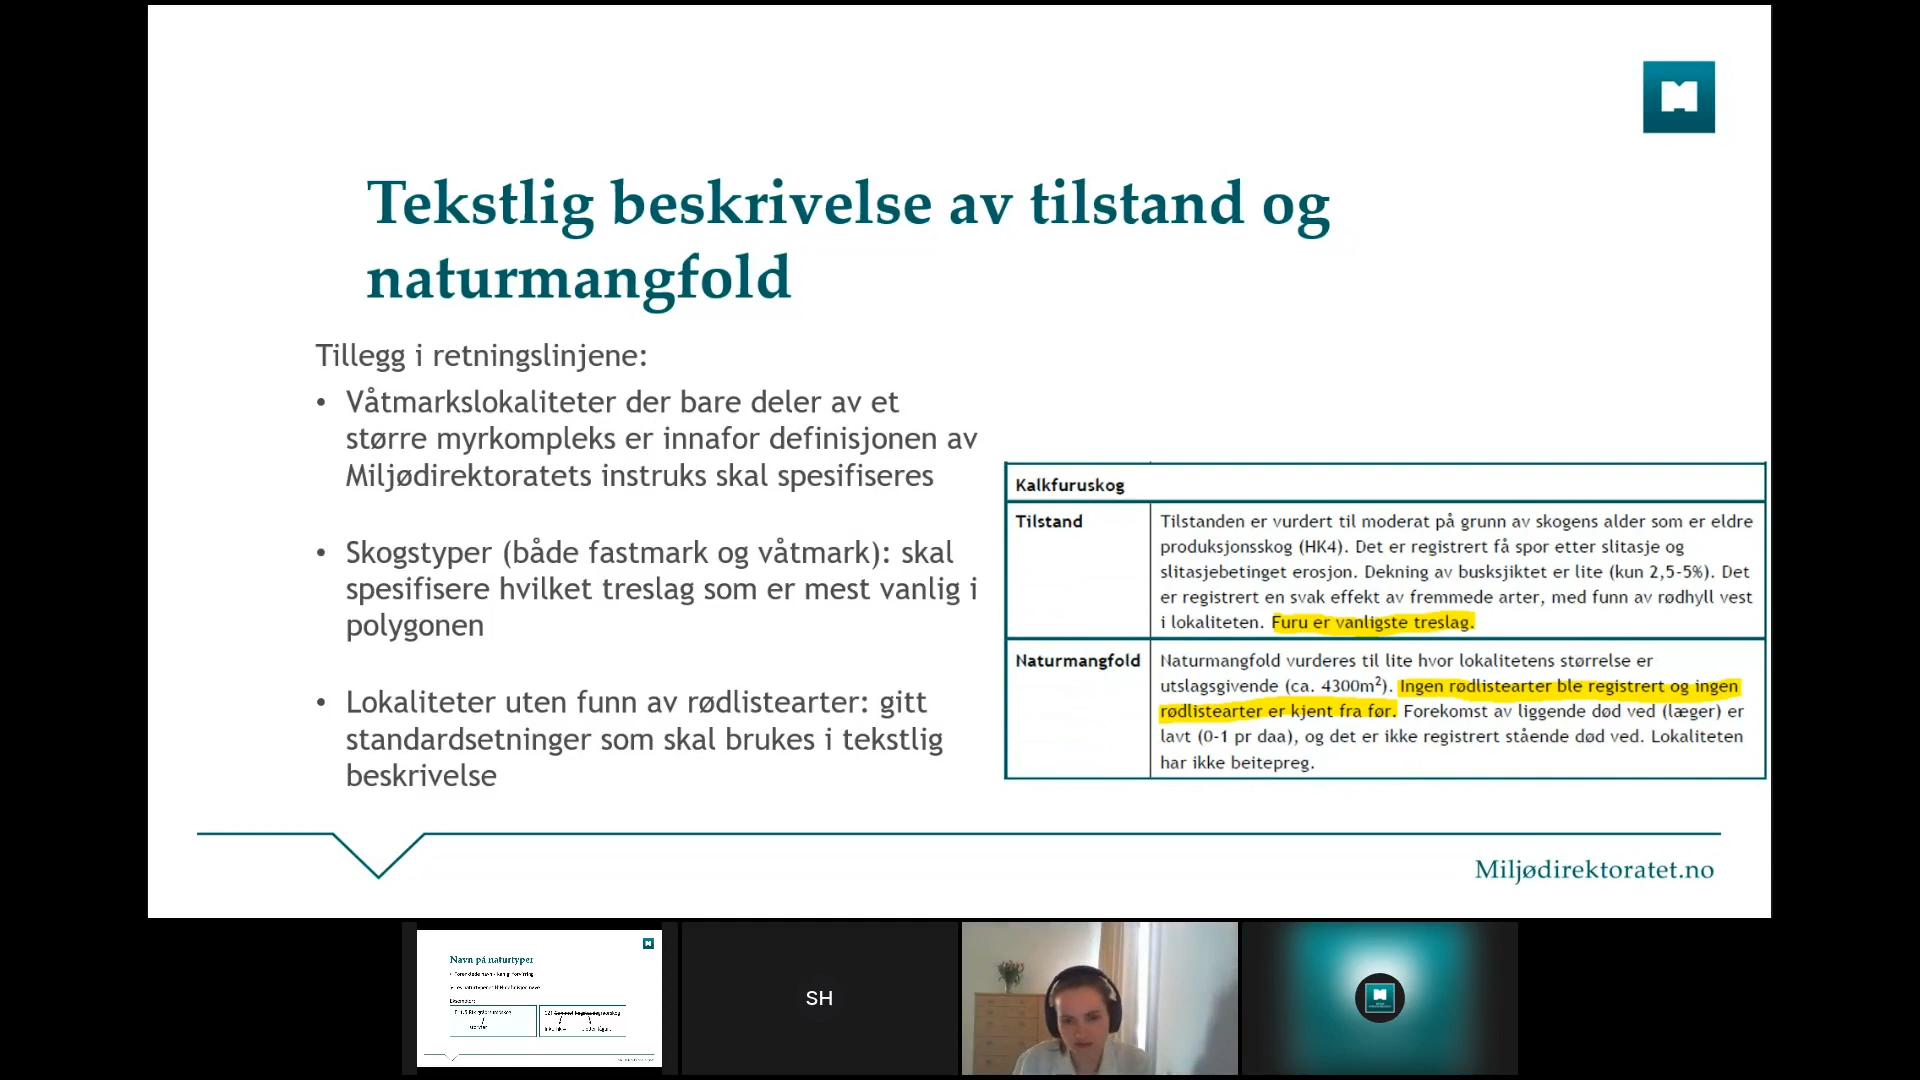 Tekstlig beskrivelse av tilstand og
naturmangfold
Tillegg i retningslinjene:
• Våtmarkslokaliteter der bare deler av et
større myrkompleks er innafor definisjonen av
Miljødirektoratets instruks skal spesifiseres
• Skogstyper (både fastmark og våtmark): skal
spesifisere hvilket treslag som er mest vanlig i
polygonen
• Lokaliteter uten funn av rødlistearter: gitt
standardsetninger som skal brukes i tekstlig
beskrivelse
Kalkfuruskog
Tilstand
Tilstanden er vurdert til moderat på grunn av skogens alder som er eldre
produksjonsskog (HK4). Det er registrert få spor etter slitasje og
slitasjebetinget erosjon. Dekning av busksjiktet er lite (kun 2,5-5%). Det
er registrert en svak effekt av fremmede arter, med funn av rødhyll vest
i lokaliteten. Furu er vanligste treslag.
Naturmangfold
Naturmangfold vurderes til lite hvor lokalitetens størrelse er
utslagsgivende (ca. 4300m²). Ingen rødlistearter ble registrert og ingen
rødlistearter er kjent fra før. Forekomst av liggende død ved (læger) er
lavt (0-1 pr daa), og det er ikke registrert stående død ved. Lokaliteten
har ikke beitepreg.
Miljødirektoratet.no
Navn på naturtyper
Eksempler:
SH